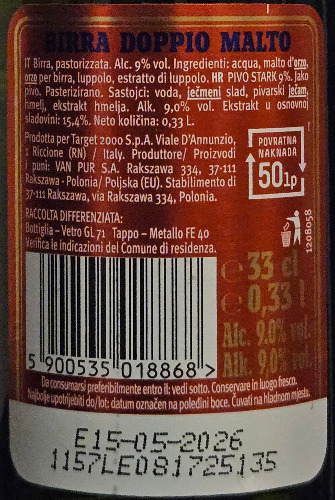 BIRRA DOPPIO MALTO
IT Birra, pastorizzata. Alc. 9% vol. Ingredienti: acqua, malto d'orzo,
orzo per birra, luppolo, estratto di luppolo. HR PIVO STARK 9%. Jako
pivo. Pasterizirano. Sastojci: voda, ječmeni slad, pivarski ječam,
hmelj, ekstrakt hmelja. Alk. 9,0% vol. Ekstrakt u osnovnoj
sladovini: 15,4%. Neto količina: 0,33 L.
Prodotta per Target 2000 S.p.A. Viale D'Annunzio,
Riccione (RN) / Italy. Produttore/ Proizvodi
i puni: VAN PUR S.A. Rakszawa 334, 37-111
Rakszawa - Polonia / Poljska (EU). Stabilimento di
37-111 Rakszawa, via Rakszawa 334, Polonia.
POVRATNA
NAKNADA
50lp
RACCOLTA DIFFERENZIATA:
Bottiglia – Vetro GL 71 Tappo – Metallo FE 40
Verifica le indicazioni del Comune di residenza.
1208058
e 33 cl
e 0,33 l
Alc. 9.0% vol.
Alk. 9,0% vol.
5 900535 018868 >
Da consumarsi preferibilmente entro il: vedi sotto. Conservare in luogo fresco.
Najbolje upotrijebiti do/lot: datum označen na poleđini boce. Čuvati na hladnom mjestu.
E15-05-2026
1157LE081725135